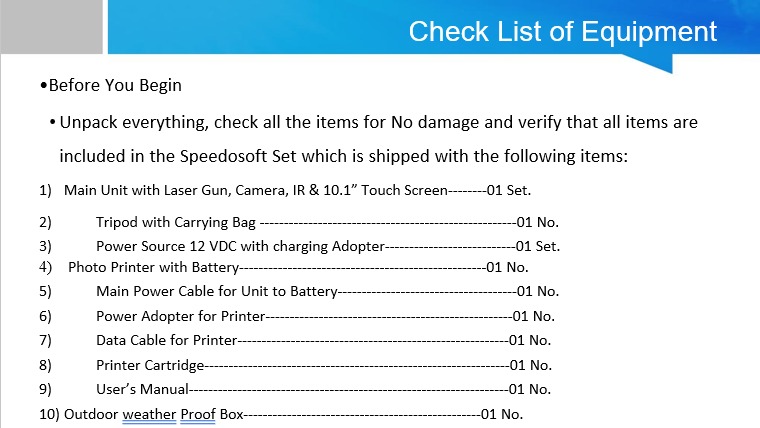 Check List of Equipment
•Before You Begin
• Unpack everything, check all the items for No damage and verify that all items are
included in the Speedosoft Set which is shipped with the following items:
1) Main Unit with Laser Gun, Camera, IR & 10.1” Touch Screen--------01 Set.
2) Tripod with Carrying Bag -----------------------------------------------------01 No.
3) Power Source 12 VDC with charging Adopter---------------------------01 Set.
4) Photo Printer with Battery---------------------------------------------------01 No.
5) Main Power Cable for Unit to Battery-------------------------------------01 No.
6) Power Adopter for Printer---------------------------------------------------01 No.
7) Data Cable for Printer--------------------------------------------------------01 No.
8) Printer Cartridge---------------------------------------------------------------01 No.
9) User’s Manual------------------------------------------------------------------01 No.
10) Outdoor weather Proof Box-------------------------------------------------01 No.